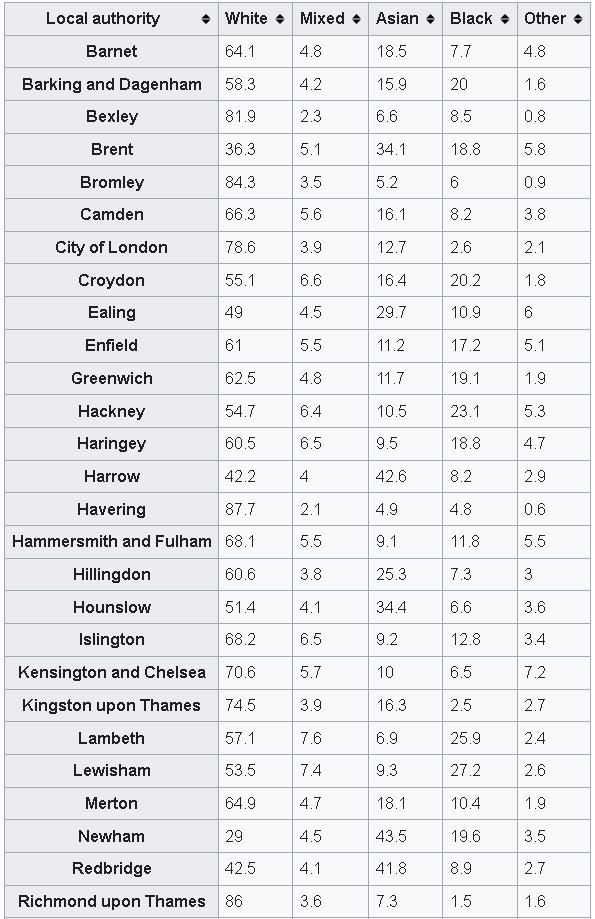 Local authority White Mixed Asian Black Other
Barnet 64.1 4.8 18.5 7.7 4.8
Barking and Dagenham 58.3 4.2 15.9 20 1.6
Bexley 81.9 2.3 6.6 8.5 0.8
Brent 36.3 5.1 34.1 18.8 5.8
Bromley 84.3 3.5 5.2 6 0.9
Camden 66.3 5.6 16.1 8.2 3.8
City of London 78.6 3.9 12.7 2.6 2.1
Croydon 55.1 6.6 16.4 20.2 1.8
Ealing 49 4.5 29.7 10.9 6
Enfield 61 5.5 11.2 17.2 5.1
Greenwich 62.5 4.8 11.7 19.1 1.9
Hackney 54.7 6.4 10.5 23.1 5.3
Haringey 60.5 6.5 9.5 18.8 4.7
Harrow 42.2 4 42.6 8.2 2.9
Havering 87.7 2.1 4.9 4.8 0.6
Hammersmith and Fulham 68.1 5.5 9.1 11.8 5.5
Hillingdon 60.6 3.8 25.3 7.3 3
Hounslow 51.4 4.1 34.4 6.6 3.6
Islington 68.2 6.5 9.2 12.8 3.4
Kensington and Chelsea 70.6 5.7 10 6.5 7.2
Kingston upon Thames 74.5 3.9 16.3 2.5 2.7
Lambeth 57.1 7.6 6.9 25.9 2.4
Lewisham 53.5 7.4 9.3 27.2 2.6
Merton 64.9 4.7 18.1 10.4 1.9
Newham 29 4.5 43.5 19.6 3.5
Redbridge 42.5 4.1 41.8 8.9 2.7
Richmond upon Thames 86 3.6 7.3 1.5 1.6